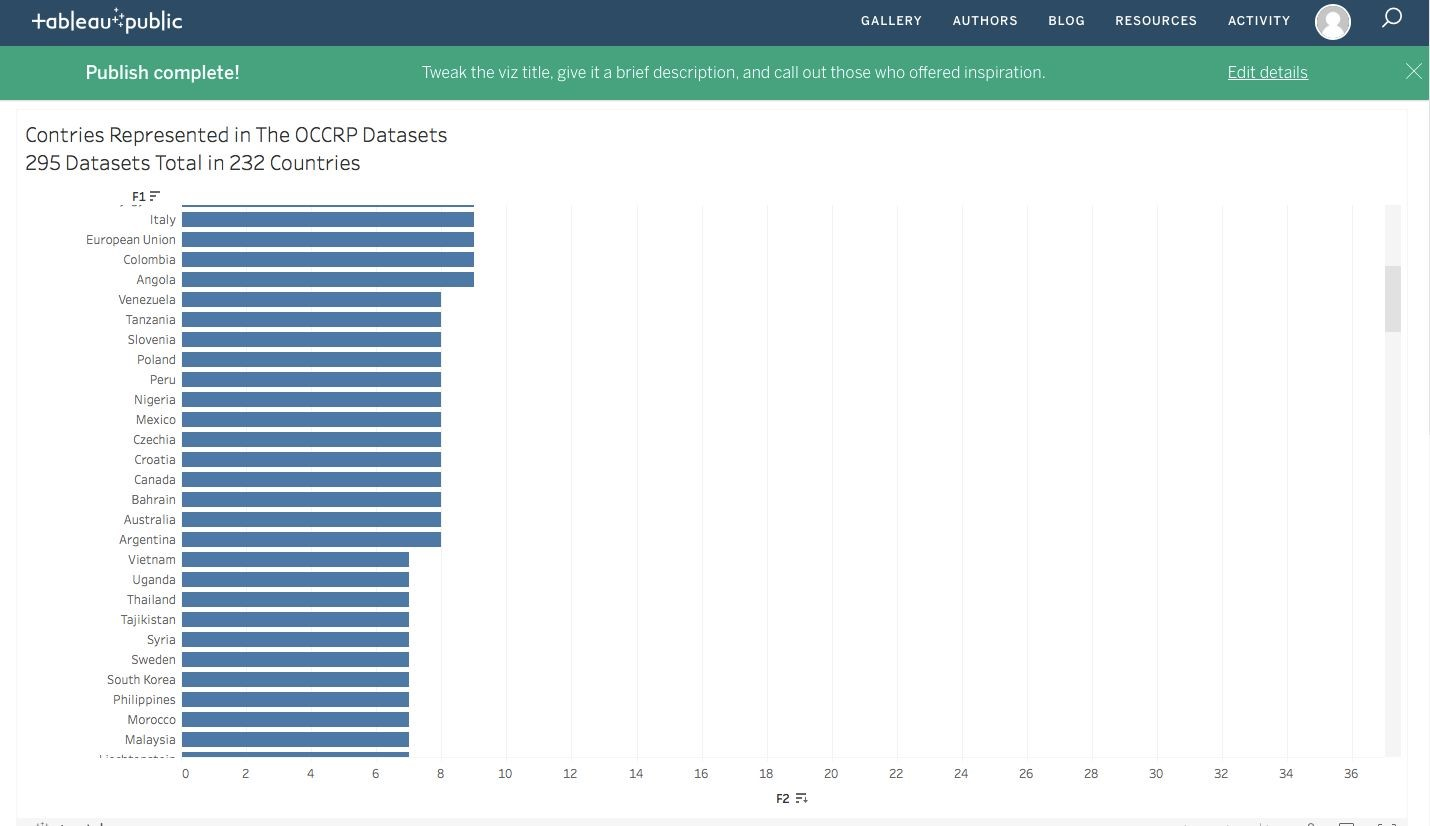 tableau public
GALLERY AUTHORS BLOG RESOURCES ACTIVITY
Publish complete! Tweak the viz title, give it a brief description, and call out those who offered inspiration. Edit details
Contries Represented in The OCCRP Datasets
295 Datasets Total in 232 Countries
F1
Italy
European Union
Colombia
Angola
Venezuela
Tanzania
Slovenia
Poland
Peru
Nigeria
Mexico
Czechia
Croatia
Canada
Bahrain
Australia
Argentina
Vietnam
Uganda
Thailand
Tajikistan
Syria
Sweden
South Korea
Philippines
Morocco
Malaysia
Liechtenstein
0 2 4 6 8 10 12 14 16 18 20 22 24 26 28 30 32 34 36
F2